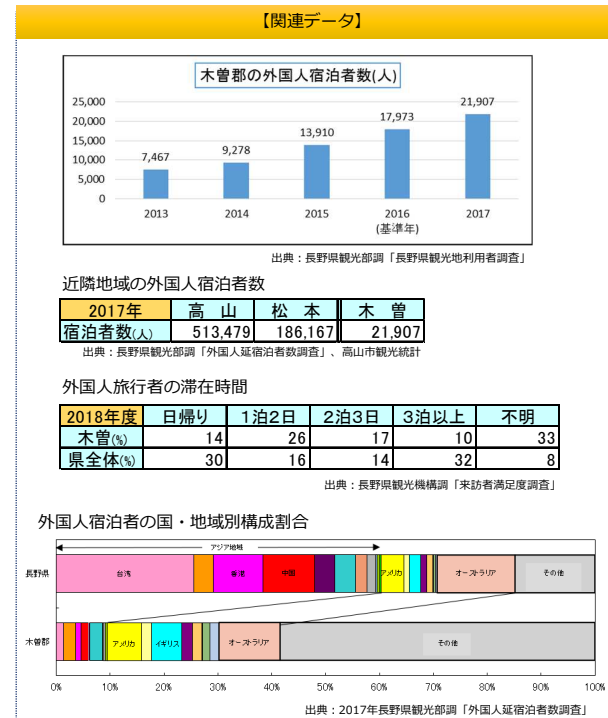 【関連データ】
木曽郡の外国人宿泊者数(人)
25,000
20,000
15,000
10,000
5,000
0
7,467
9,278
13,910
17,973
21,907
2013
2014
2015
2016
(基準年)
2017
出典：長野県観光部調「長野県観光地利用者調査」
近隣地域の外国人宿泊者数
2017年 高　山 松　本 木　曽
宿泊者数(人) 513,479 186,167 21,907
出典：長野県観光部調「外国人延宿泊者数調査」、高山市観光統計
外国人旅行者の滞在時間
2018年度 日帰り 1泊2日 2泊3日 3泊以上 不明
木曽(%) 14 26 17 10 33
県全体(%) 30 16 14 32 8
出典：長野県観光機構調「来訪者満足度調査」
外国人宿泊者の国・地域別構成割合
アジア地域
長野県 台湾 香港 中国 アメリカ オーストラリア その他
木曽郡 アメリカ イギリス オーストラリア その他
0% 10% 20% 30% 40% 50% 60% 70% 80% 90% 100%
出典：2017年長野県観光部調「外国人延宿泊者数調査」